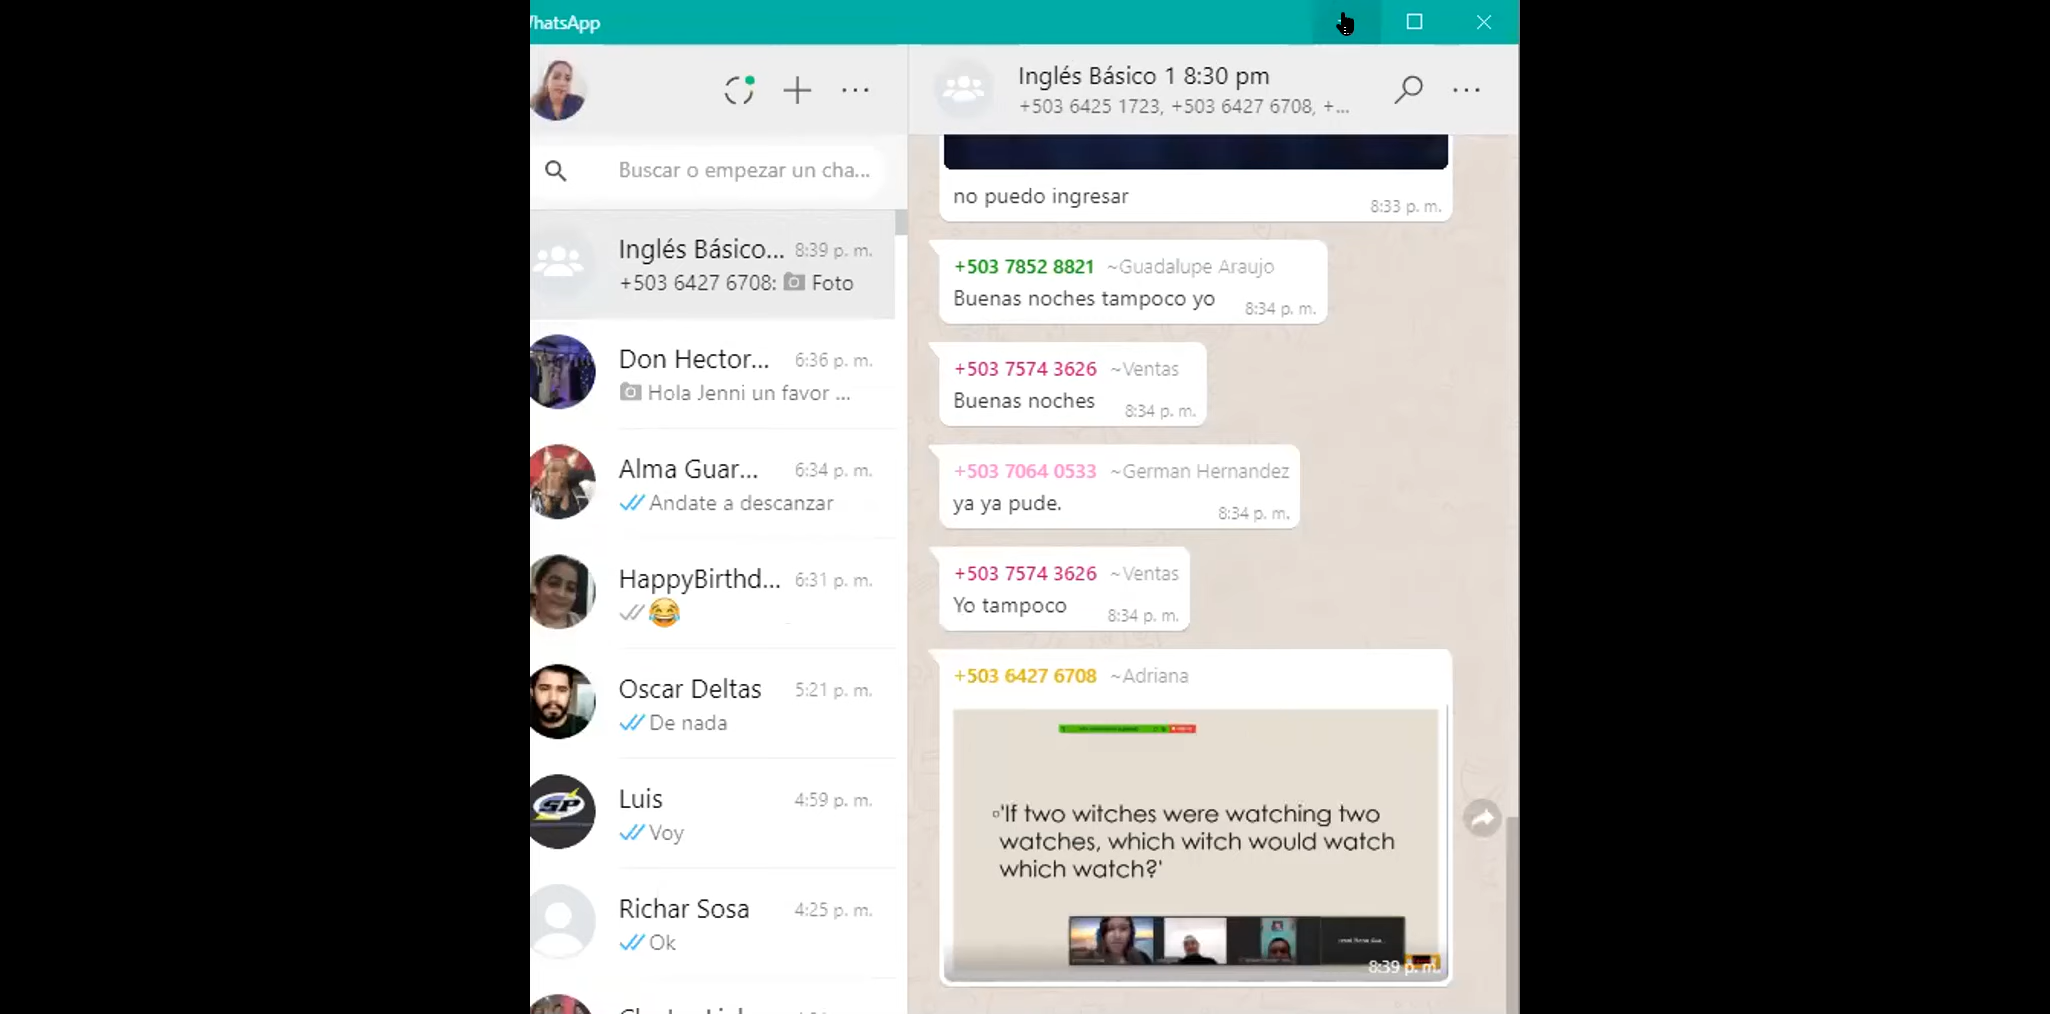 WhatsApp
Inglés Básico 1 8:30 pm
+503 6425 1723, +503 6427 6708, +...
Buscar o empezar un cha...
Inglés Básico... 8:39 p. m.
+503 6427 6708: Foto
Don Hector... 6:36 p. m.
Hola Jenni un favor ...
Alma Guar... 6:34 p. m.
Andate a descanzar
HappyBirthd... 6:31 p. m.
Oscar Deltas 5:21 p. m.
De nada
Luis 4:59 p. m.
Voy
SP
Richar Sosa 4:25 p. m.
Ok
no puedo ingresar
8:33 p. m.
+503 7852 8821 ~Guadalupe Araujo
Buenas noches tampoco yo
8:34 p. m.
+503 7574 3626 ~Ventas
Buenas noches
8:34 p. m.
+503 7064 0533 ~German Hernandez
ya ya pude.
8:34 p. m.
+503 7574 3626 ~Ventas
Yo tampoco
8:34 p. m.
+503 6427 6708 ~Adriana
'If two witches were watching two
watches, which witch would watch
which watch?'
8:39 p. m.